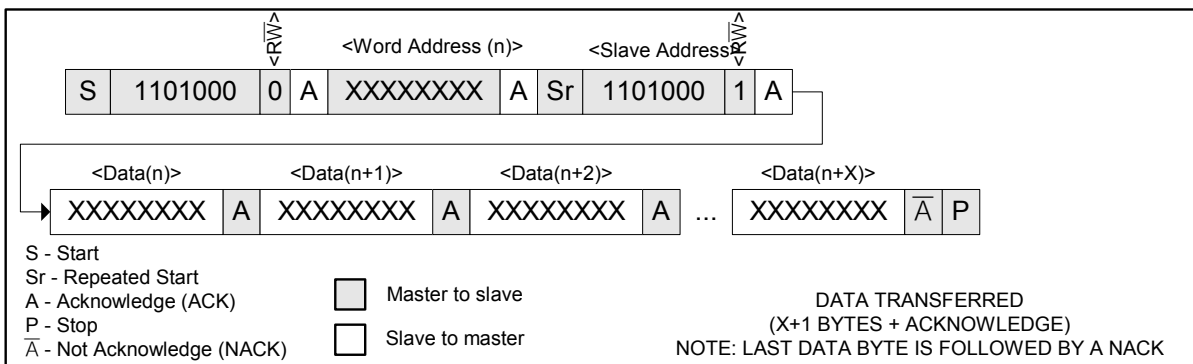 <RW̅> <RW̅>
<Word Address (n)> <Slave Address>
S 1101000 0 A XXXXXXXX A Sr 1101000 1 A
<Data(n)> <Data(n+1)> <Data(n+2)> <Data(n+X)>
XXXXXXXX A XXXXXXXX A XXXXXXXX A ... XXXXXXXX A̅ P
S - Start
Sr - Repeated Start
A - Acknowledge (ACK)
P - Stop
A̅ - Not Acknowledge (NACK)
Master to slave
Slave to master
DATA TRANSFERRED
(X+1 BYTES + ACKNOWLEDGE)
NOTE: LAST DATA BYTE IS FOLLOWED BY A NACK